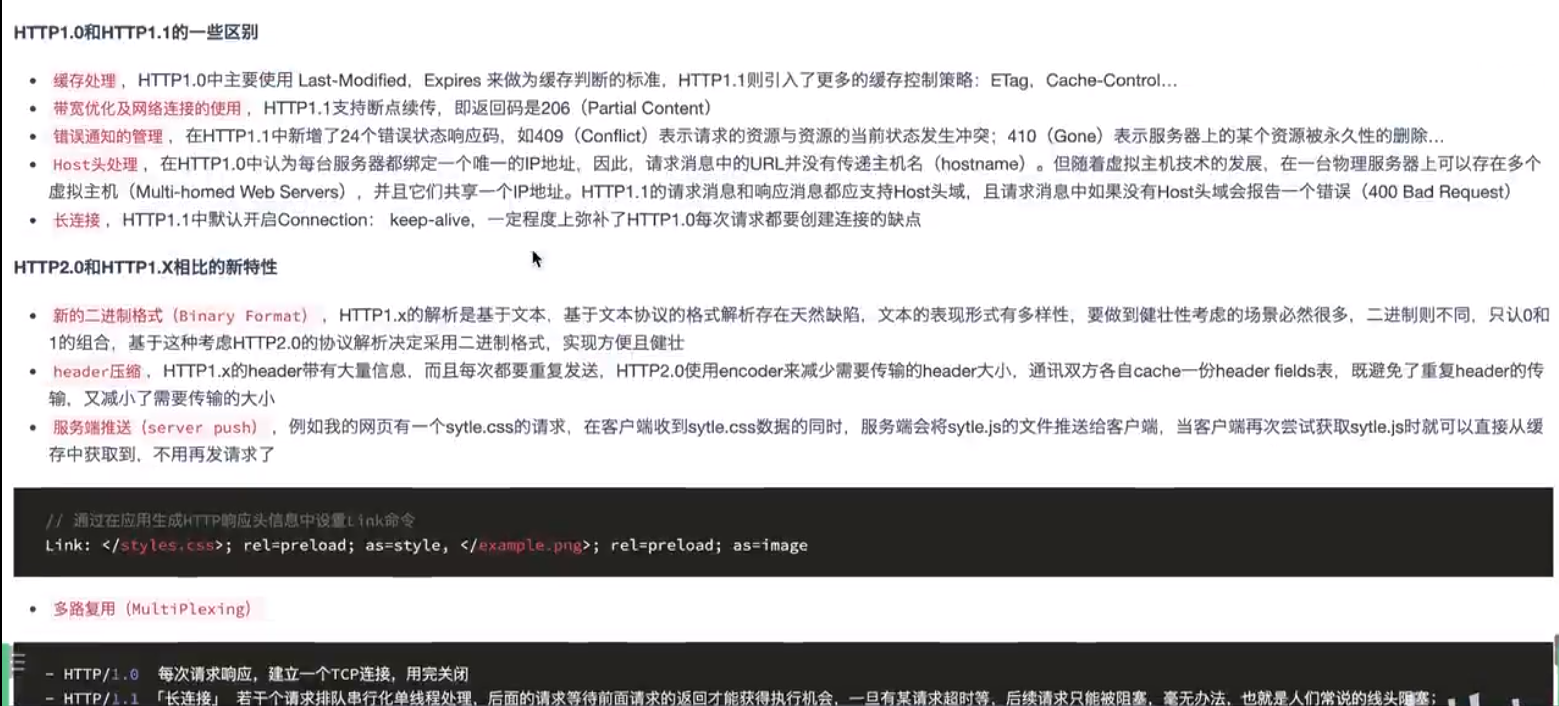 HTTP1.0和HTTP1.1的一些区别
缓存处理，HTTP1.0中主要使用 Last-Modified，Expires 来做为缓存判断的标准，HTTP1.1则引入了更多的缓存控制策略：ETag，Cache-Control…
带宽优化及网络连接的使用，HTTP1.1支持断点续传，即返回码是206（Partial Content）
错误通知的管理，在HTTP1.1中新增了24个错误状态响应码，如409（Conflict）表示请求的资源与资源的当前状态发生冲突；410（Gone）表示服务器上的某个资源被永久性的删除…
Host头处理，在HTTP1.0中认为每台服务器都绑定一个唯一的IP地址，因此，请求消息中的URL并没有传递主机名（hostname）。但随着虚拟主机技术的发展，在一台物理服务器上可以存在多个
虚拟主机（Multi-homed Web Servers），并且它们共享一个IP地址。HTTP1.1的请求消息和响应消息都应支持Host头域，且请求消息中如果没有Host头域会报告一个错误（400 Bad Request）
长连接，HTTP1.1中默认开启Connection： keep-alive，一定程度上弥补了HTTP1.0每次请求都要创建连接的缺点
HTTP2.0和HTTP1.X相比的新特性
新的二进制格式（Binary Format），HTTP1.x的解析是基于文本，基于文本协议的格式解析存在天然缺陷，文本的表现形式有多样性，要做到健壮性考虑的场景必然很多，二进制则不同，只认0和
1的组合，基于这种考虑HTTP2.0的协议解析决定采用二进制格式，实现方便且健壮
header压缩，HTTP1.x的header带有大量信息，而且每次都要重复发送，HTTP2.0使用encoder来减少需要传输的header大小，通讯双方各自cache一份header fields表，既避免了重复header的传
输，又减小了需要传输的大小
服务端推送（server push），例如我的网页有一个sytle.css的请求，在客户端收到sytle.css数据的同时，服务端会将sytle.js的文件推送给客户端，当客户端再次尝试获取sytle.js时就可以直接从缓
存中获取到，不用再发请求了
// 通过在应用生成HTTP响应头信息中设置Link命令
Link: </styles.css>; rel=preload; as=style, </example.png>; rel=preload; as=image
多路复用（MultiPlexing）
- HTTP/1.0 每次请求响应，建立一个TCP连接，用完关闭
- HTTP/1.1 「长连接」 若干个请求排队串行化单线程处理，后面的请求等待前面请求的返回才能获得执行机会，一旦有某请求超时等，后续请求只能被阻塞，毫无办法，也就是人们常说的线头阻塞；